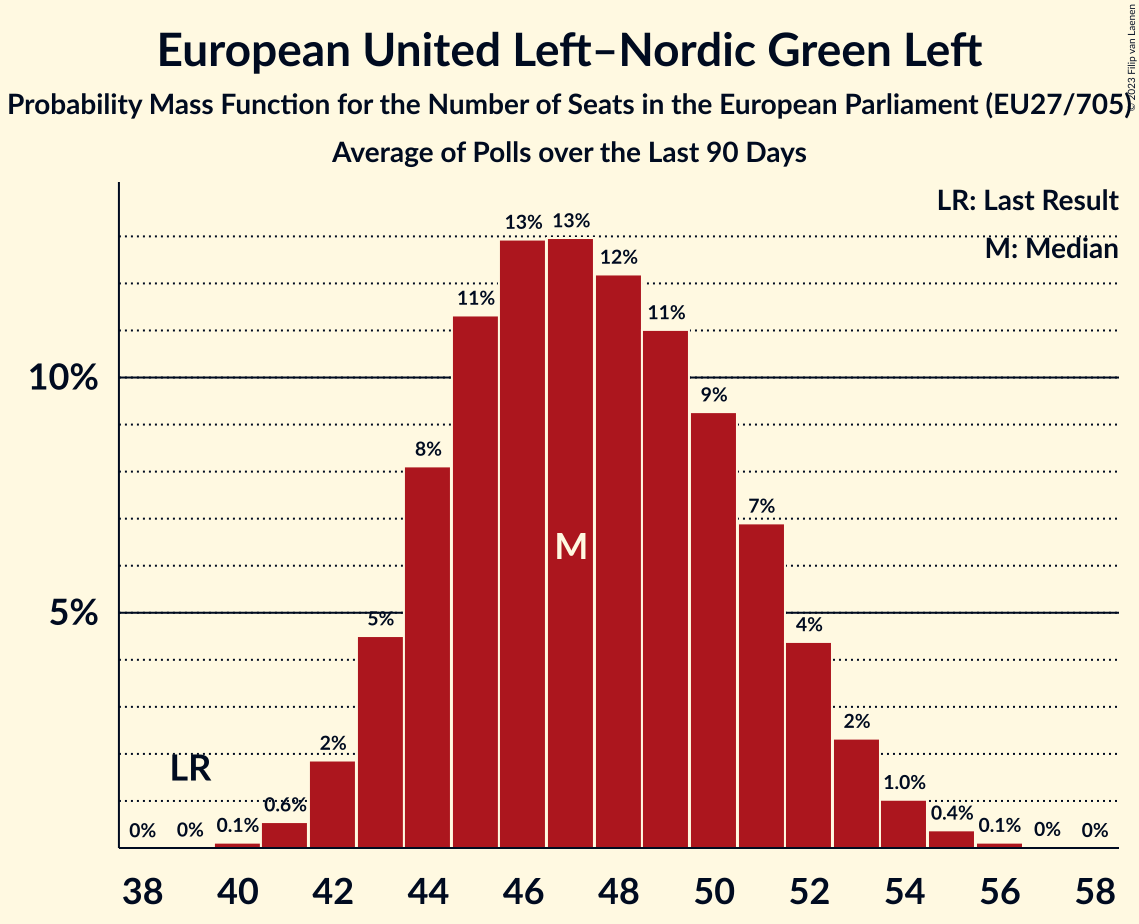 European United Left–Nordic Green Left
Probability Mass Function for the Number of Seats in the European Parliament (EU27/705)
Average of Polls over the Last 90 Days
© 2023 Filip van Laenen
LR: Last Result
M: Median
10%
5%
0% 0% 0.1% 0.6% 2% 5% 8% 11% 13% 13% 12% 11% 9% 7% 4% 2% 1.0% 0.4% 0.1% 0% 0%
LR
M
38 40 42 44 46 48 50 52 54 56 58